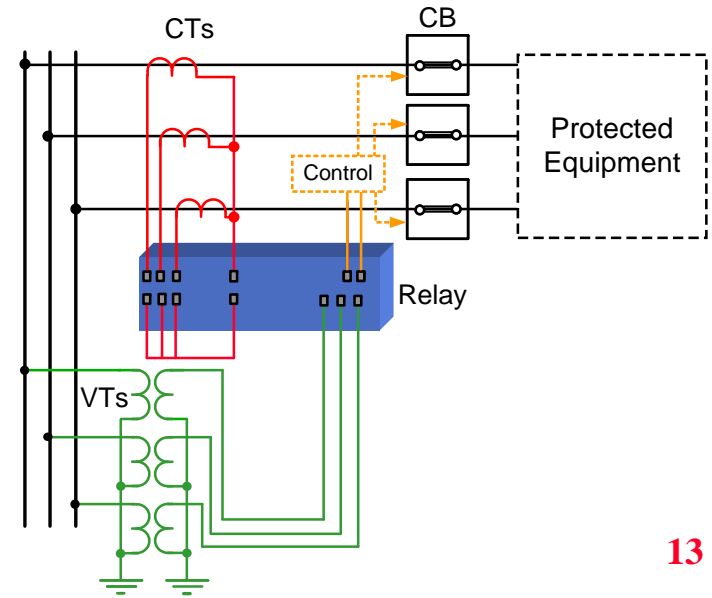 CTs
CB
Protected
Equipment
Control
Relay
VTs
13